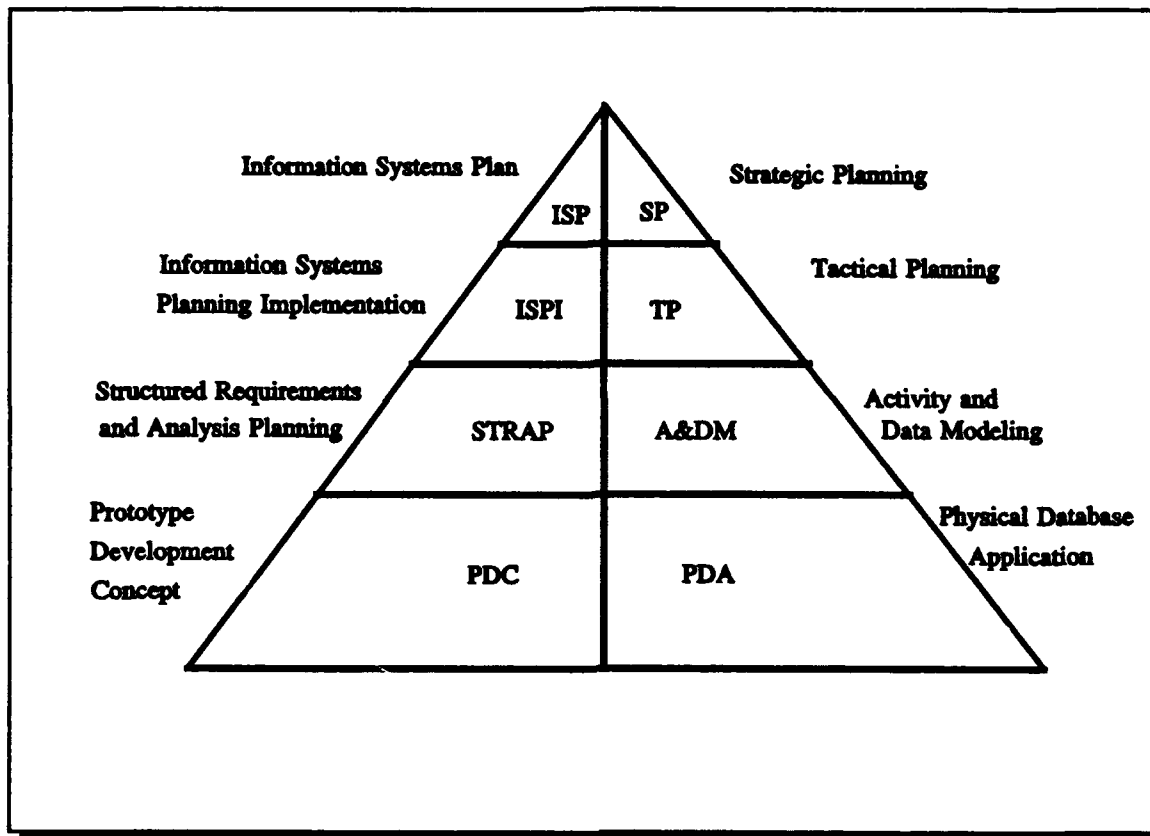 Information Systems Plan
Strategic Planning
ISP
SP
Information Systems
Planning Implementation
Tactical Planning
ISPI
TP
Structured Requirements
and Analysis Planning
Activity and
Data Modeling
STRAP
A&DM
Prototype
Development
Concept
Physical Database
Application
PDC
PDA